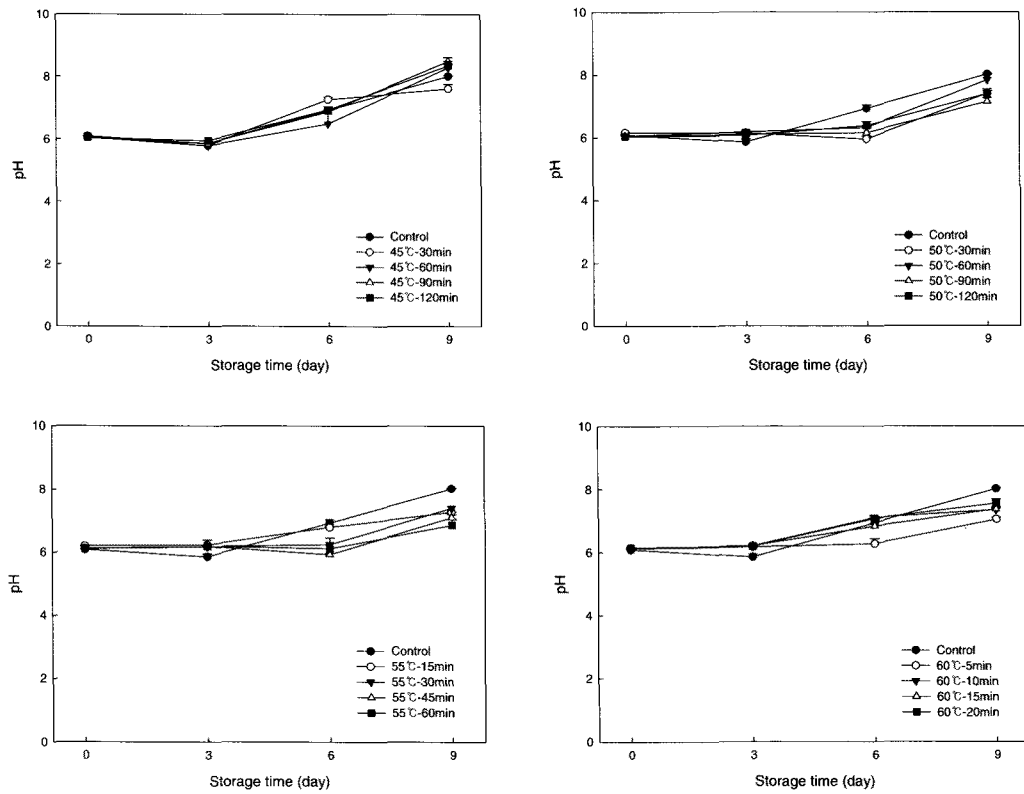 10
8
6
4
2
0
pH
0 3 6 9
Storage time (day)
Control
45℃-30min
45℃-60min
45℃-90min
45℃-120min
10
8
6
4
2
0
pH
0 3 6 9
Storage time (day)
Control
50℃-30min
50℃-60min
50℃-90min
50℃-120min
10
8
6
4
2
0
pH
0 3 6 9
Storage time (day)
Control
55℃-15min
55℃-30min
55℃-45min
55℃-60min
10
8
6
4
2
0
pH
0 3 6 9
Storage time (day)
Control
60℃-5min
60℃-10min
60℃-15min
60℃-20min